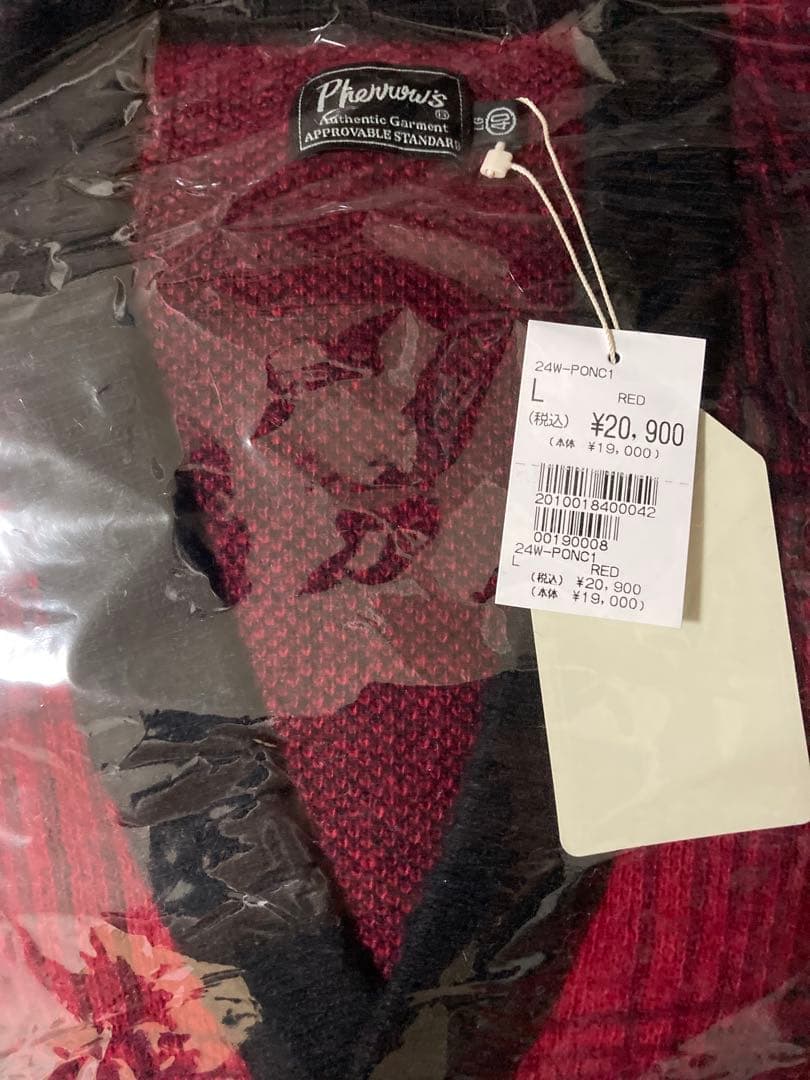 Pherrow's
Authentic Garment
APPROVABLE STANDARD
40
24W-PONC1
L RED
(税込) ¥20,900
(本体 ¥19,000)
2010018400042
00190008
24W-PONC1
L RED
(税込) ¥20,900
(本体 ¥19,000)